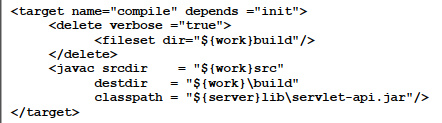 <target name="compile" depends ="init">
<delete verbose ="true">
<fileset dir="${work}build"/>
</delete>
<javac srcdir = "${work}src"
destdir = "${work}\build"
classpath = "${server}lib\servlet-api.jar"/>
</target>